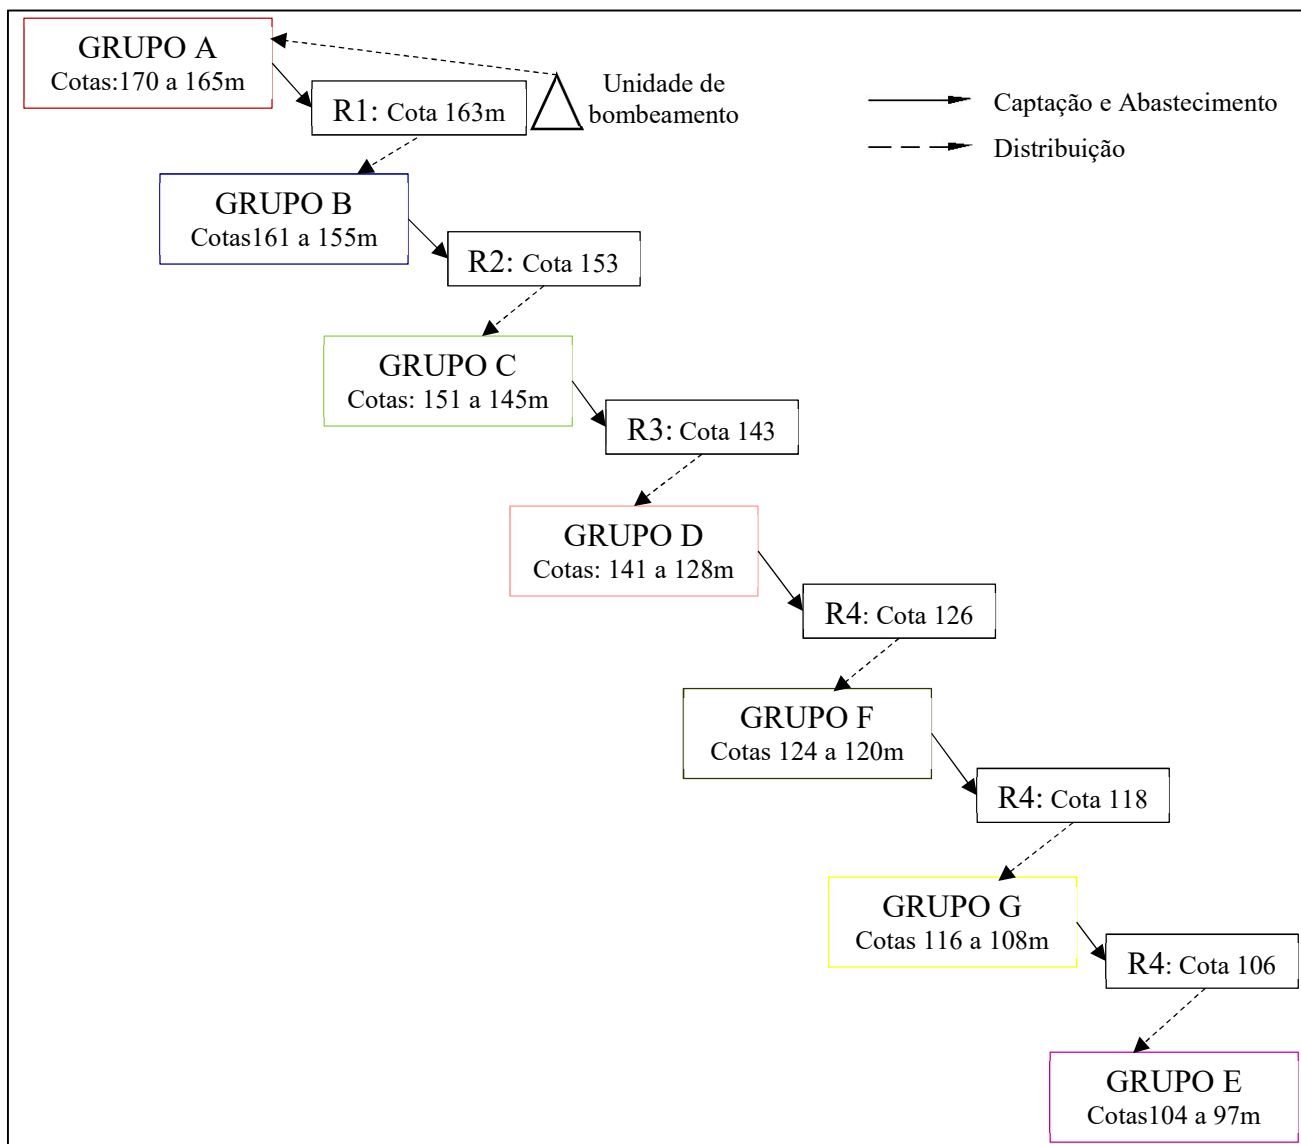 GRUPO A
Cotas:170 a 165m
R1: Cota 163m
Unidade de
bombeamento
Captação e Abastecimento
Distribuição
GRUPO B
Cotas161 a 155m
R2: Cota 153
GRUPO C
Cotas: 151 a 145m
R3: Cota 143
GRUPO D
Cotas: 141 a 128m
R4: Cota 126
GRUPO F
Cotas 124 a 120m
R4: Cota 118
GRUPO G
Cotas 116 a 108m
R4: Cota 106
GRUPO E
Cotas104 a 97m